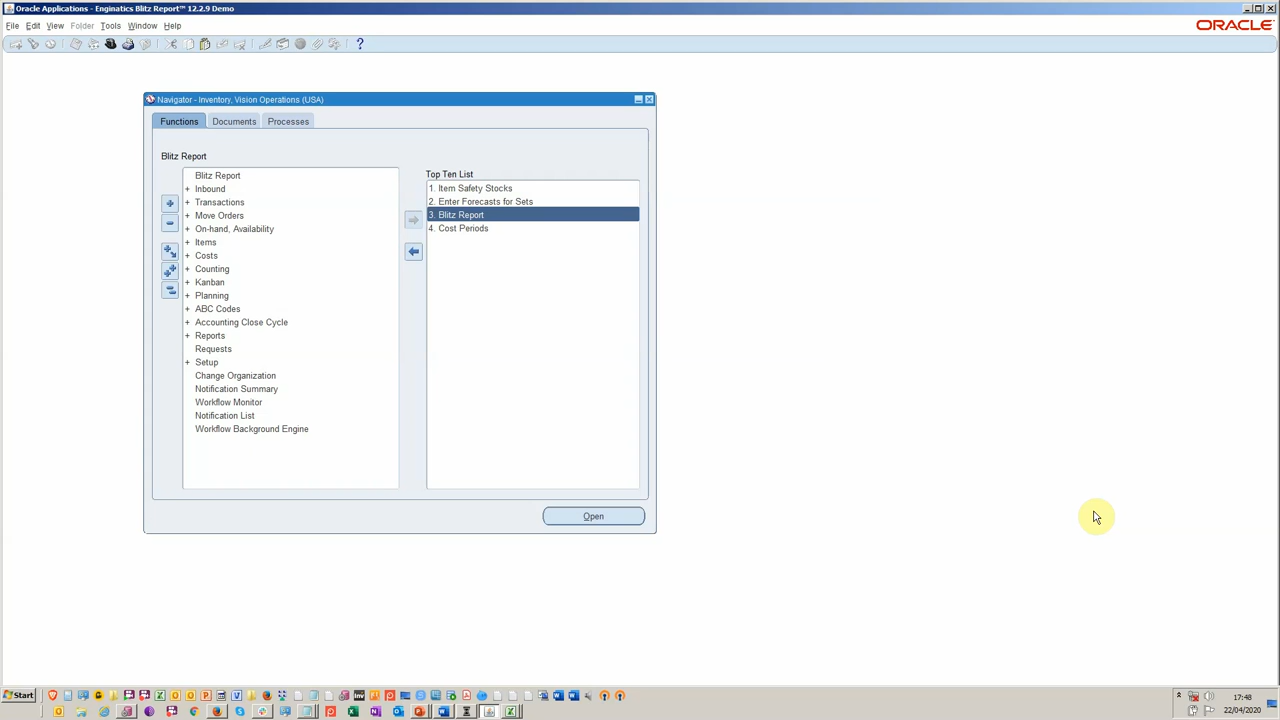 Oracle Applications - Enginatics Blitz Report™ 12.2.9 Demo
File Edit View Folder Tools Window Help
ORACLE
Navigator - Inventory, Vision Operations (USA)
Functions Documents Processes
Blitz Report
Blitz Report
+ Inbound
+ Transactions
+ Move Orders
+ On-hand, Availability
+ Items
+ Costs
+ Counting
+ Kanban
+ Planning
+ ABC Codes
+ Accounting Close Cycle
+ Reports
Requests
+ Setup
Change Organization
Notification Summary
Workflow Monitor
Notification List
Workflow Background Engine
Top Ten List
1. Item Safety Stocks
2. Enter Forecasts for Sets
3. Blitz Report
4. Cost Periods
Open
Start
17:48
22/04/2020